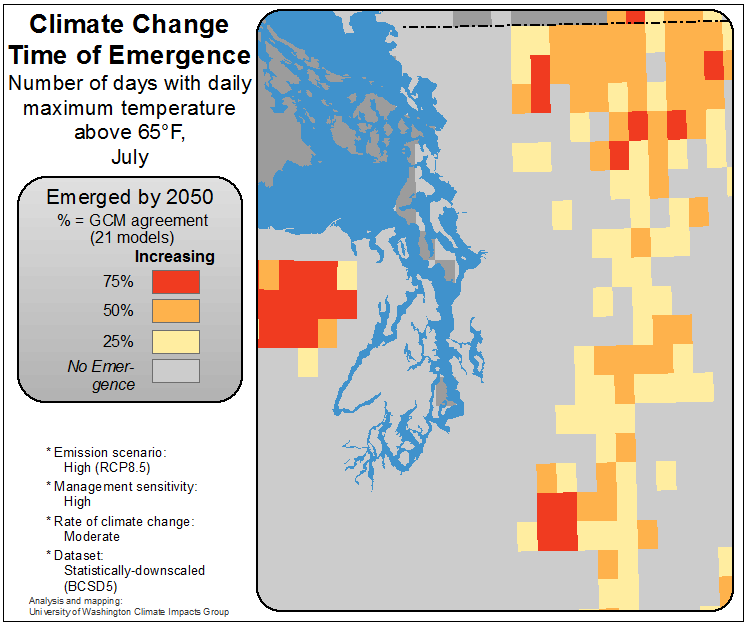 Climate Change
Time of Emergence
Number of days with daily
maximum temperature
above 65°F,
July
Emerged by 2050
% = GCM agreement
(21 models)
Increasing
75%
50%
25%
No Emer-
gence
* Emission scenario:
High (RCP8.5)
* Management sensitivity:
High
* Rate of climate change:
Moderate
* Dataset:
Statistically-downscaled
(BCSD5)
Analysis and mapping:
University of Washington Climate Impacts Group